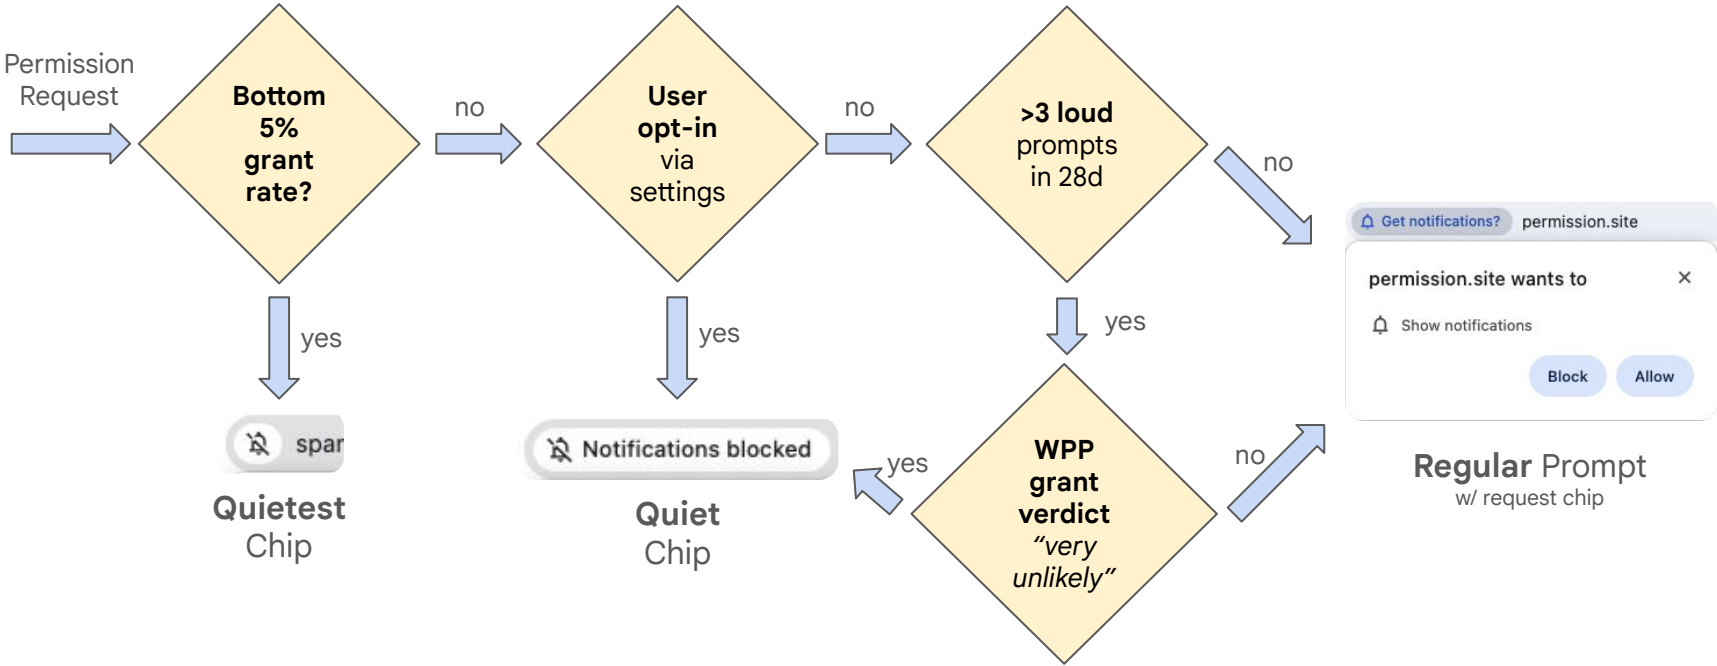 Permission
Request
Bottom
5%
grant
rate?
no
yes
spar
Quietest
Chip
User
opt-in
via
settings
no
yes
Notifications blocked
Quiet
Chip
>3 loud
prompts
in 28d
no
yes
WPP
grant
verdict
“very
unlikely”
yes
no
Get notifications? permission.site
permission.site wants to
Show notifications
Block Allow
Regular Prompt
w/ request chip